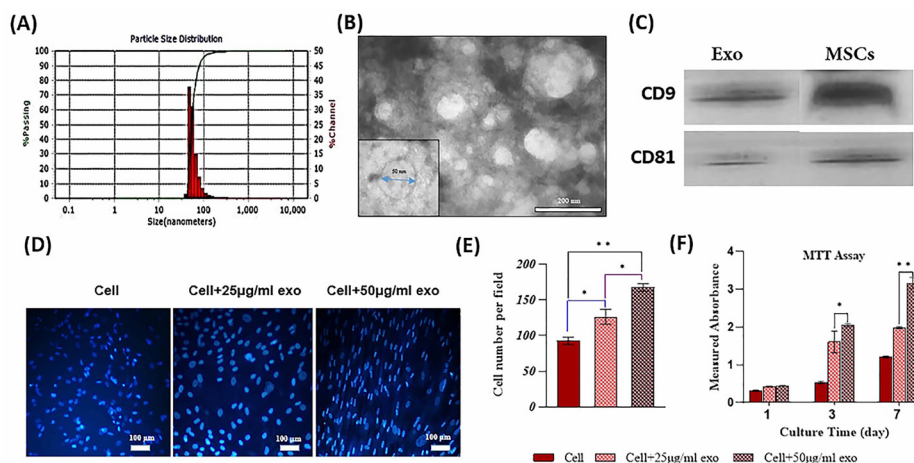 (A)
Particle Size Distribution
%Passing
100
90
80
70
60
50
40
30
20
10
0
50
45
40
35
30
25
20
15
10
5
0
%Channel
0.1 1 10 100 1,000 10,000
Size(nanometers)
(B)
50 nm
200 nm
(C)
Exo MSCs
CD9
CD81
(D)
Cell Cell+25µg/ml exo Cell+50µg/ml exo
100 µm 100 µm 100 µm
(E)
Cell number per field
200
150
100
50
0
* *
*
*
(F)
MTT Assay
Measured Absorbance
4
3
2
1
0
*
* *
1 3 7
Culture Time (day)
Cell Cell+25µg/ml exo Cell+50µg/ml exo